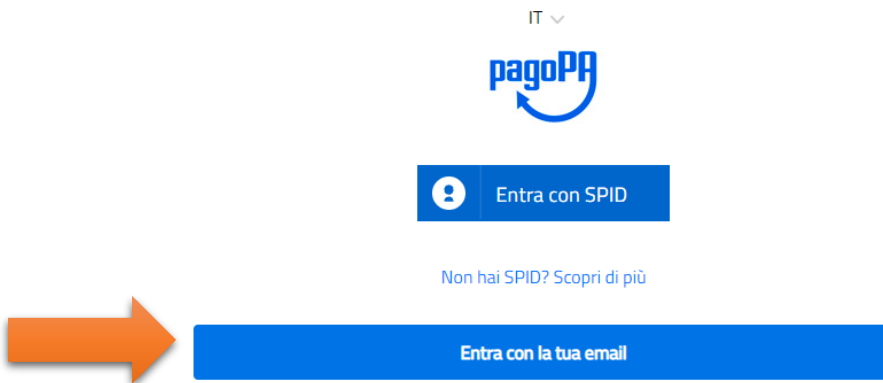 IT
pagoPA
Entra con SPID
Non hai SPID? Scopri di più
Entra con la tua email